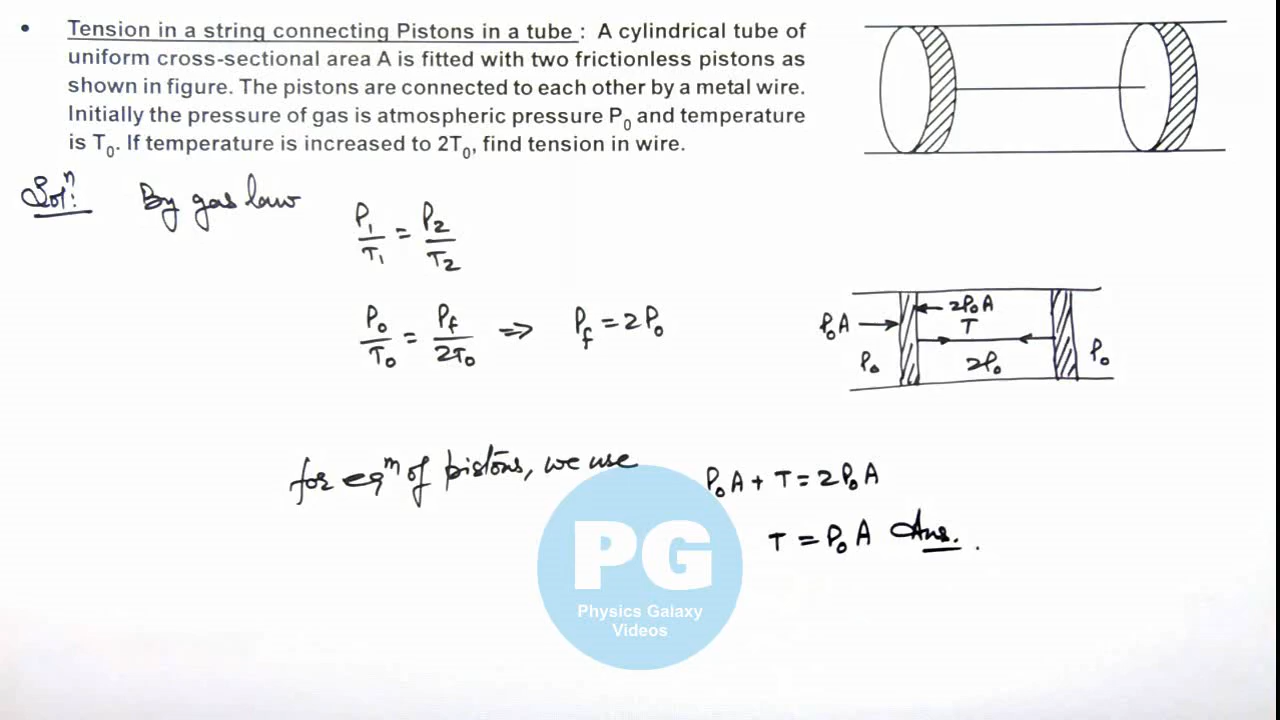 • Tension in a string connecting Pistons in a tube : A cylindrical tube of
uniform cross-sectional area A is fitted with two frictionless pistons as
shown in figure. The pistons are connected to each other by a metal wire.
Initially the pressure of gas is atmospheric pressure P₀ and temperature
is T₀. If temperature is increased to 2T₀, find tension in wire.
Solⁿ: By gas law
P₁/T₁ = P₂/T₂
P₀/T₀ = P_f/2T₀ ⇒ P_f = 2P₀
2P₀A
P₀A T
P₀ 2P₀ P₀
for eqᵐ of pistons, we use P₀A + T = 2P₀A
T = P₀A Ans.
PG
Physics Galaxy
Videos